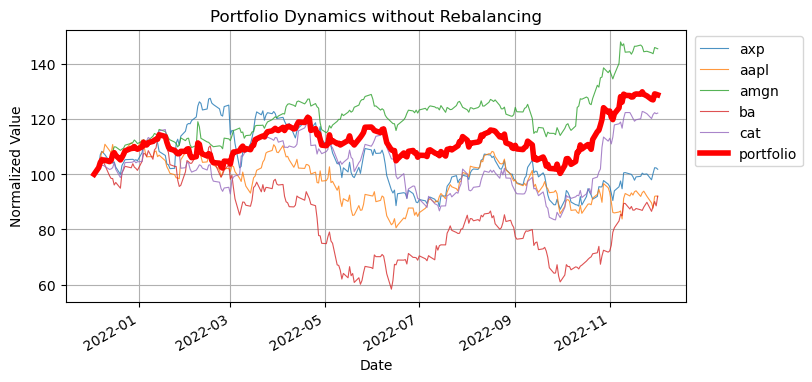 Portfolio Dynamics without Rebalancing
Normalized Value
140
120
100
80
60
2022-01
2022-03
2022-05
2022-07
2022-09
2022-11
Date
axp
aapl
amgn
ba
cat
portfolio